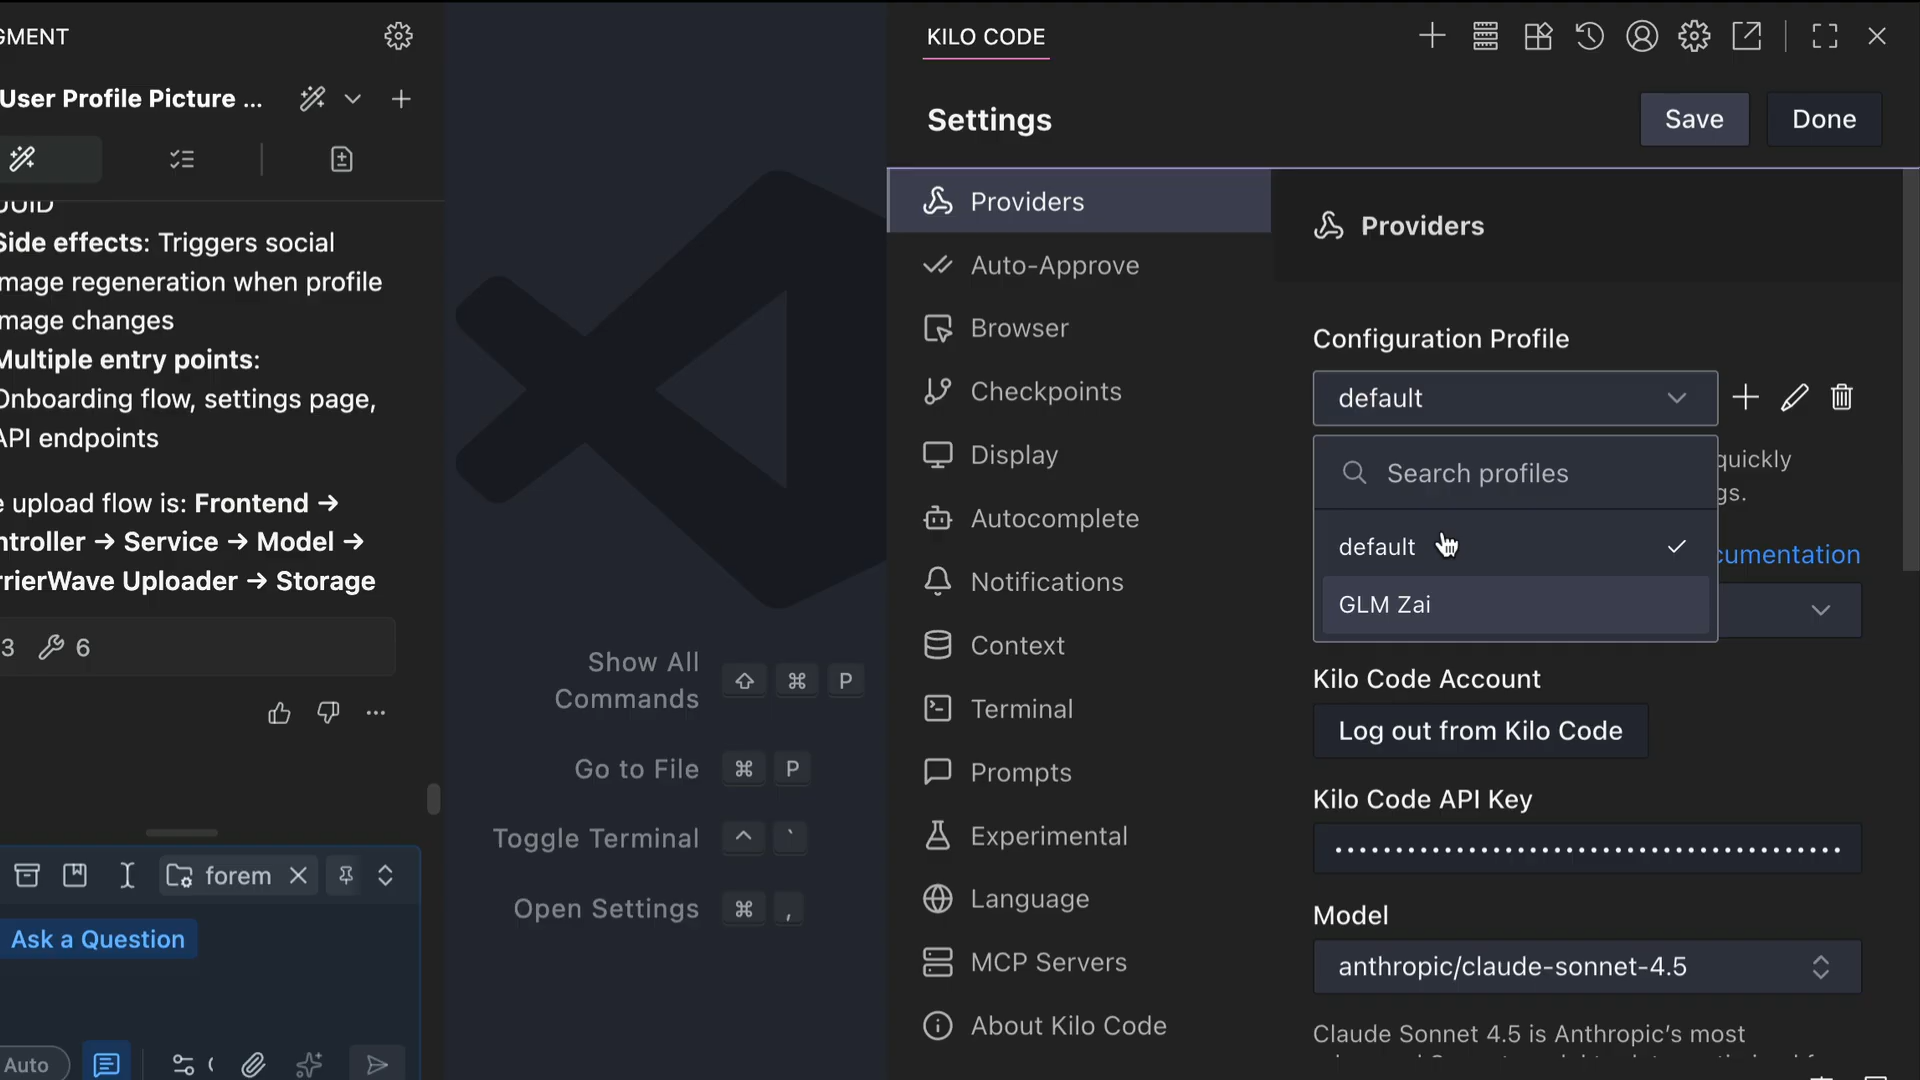 GMENT
User Profile Picture ...
UUID
Side effects: Triggers social
mage regeneration when profile
mage changes
Multiple entry points:
Onboarding flow, settings page,
API endpoints
e upload flow is: Frontend →
ntroller → Service → Model →
rrierWave Uploader → Storage
3 6
forem
Ask a Question
Auto
Show All
Commands ⇧ ⌘ P
Go to File ⌘ P
Toggle Terminal ^ `
Open Settings ⌘ ,
KILO CODE
Settings
Save
Done
Providers
Auto-Approve
Browser
Checkpoints
Display
Autocomplete
Notifications
Context
Terminal
Prompts
Experimental
Language
MCP Servers
About Kilo Code
Providers
Configuration Profile
default
Search profiles
quickly
gs.
default
cumentation
GLM Zai
Kilo Code Account
Log out from Kilo Code
Kilo Code API Key
Model
anthropic/claude-sonnet-4.5
Claude Sonnet 4.5 is Anthropic's most